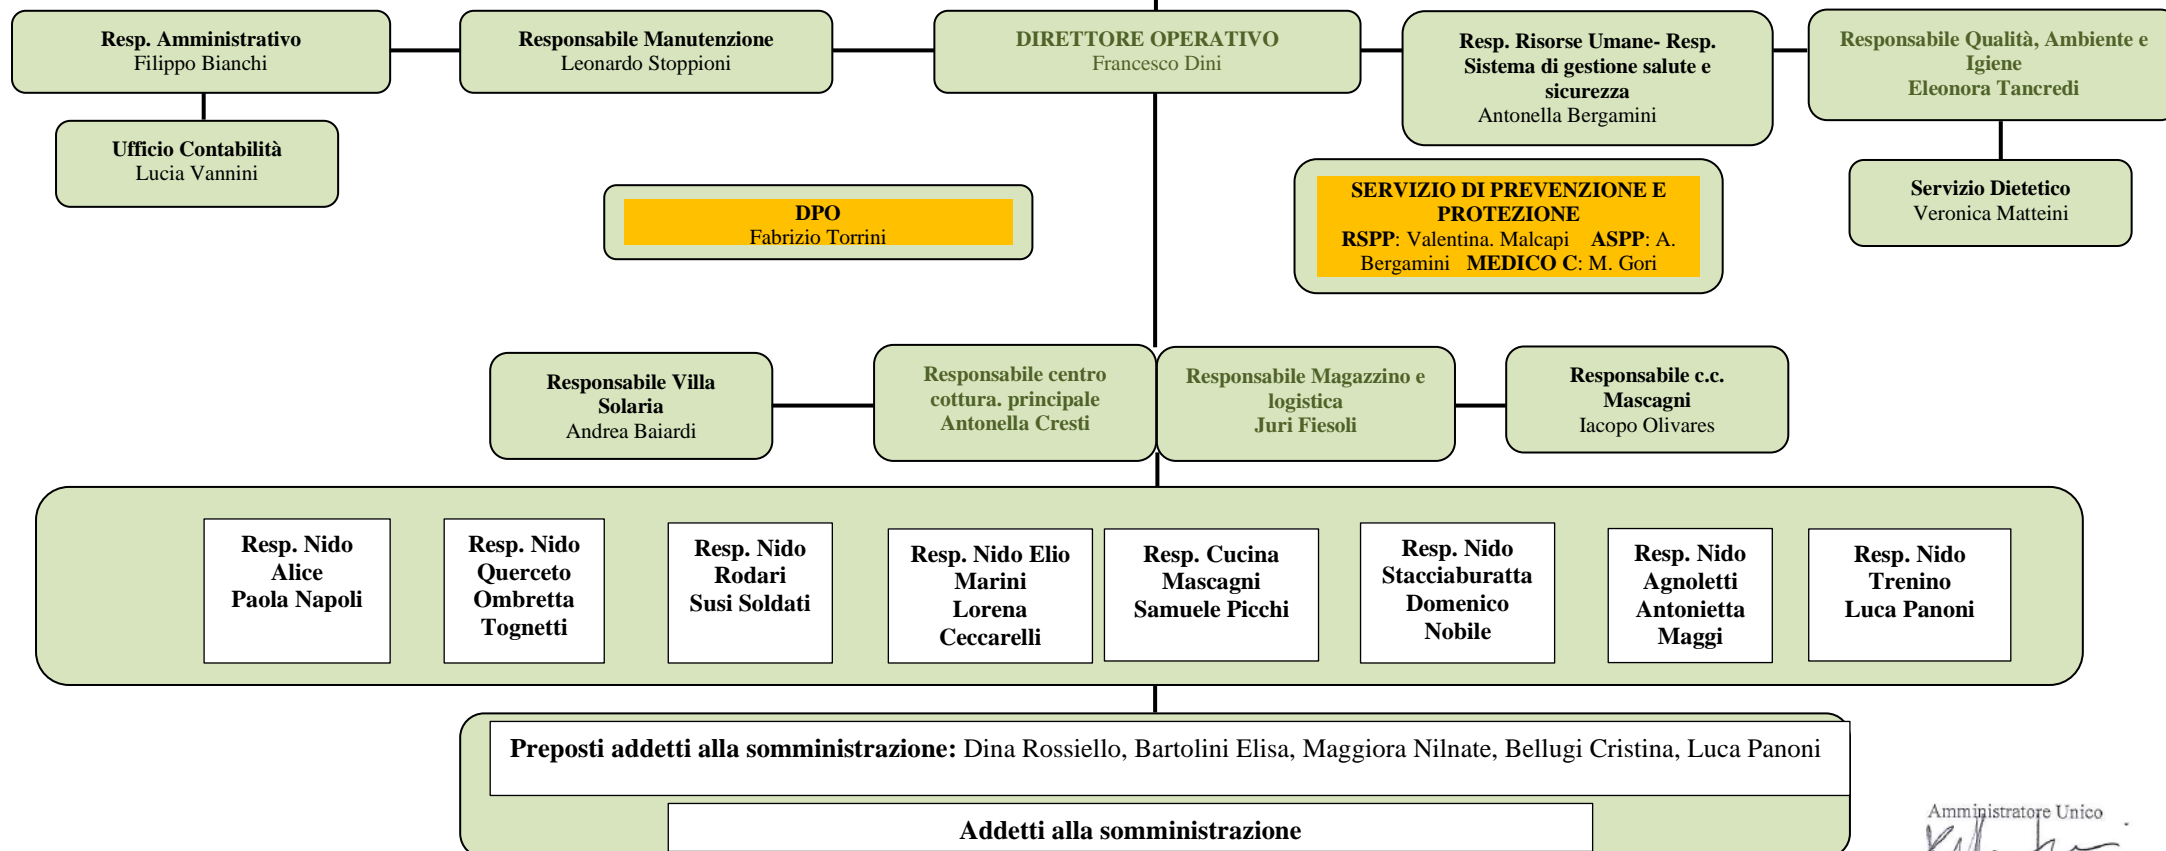 Resp. Amministrativo
Filippo Bianchi
Responsabile Manutenzione
Leonardo Stoppioni
DIRETTORE OPERATIVO
Francesco Dini
Resp. Risorse Umane- Resp.
Sistema di gestione salute e
sicurezza
Antonella Bergamini
Responsabile Qualità, Ambiente e
Igiene
Eleonora Tancredi
Ufficio Contabilità
Lucia Vannini
DPO
Fabrizio Torrini
SERVIZIO DI PREVENZIONE E
PROTEZIONE
RSPP: Valentina. Malcapi ASPP: A.
Bergamini MEDICO C: M. Gori
Servizio Dietetico
Veronica Matteini
Responsabile Villa
Solaria
Andrea Baiardi
Responsabile centro
cottura. principale
Antonella Cresti
Responsabile Magazzino e
logistica
Juri Fiesoli
Responsabile c.c.
Mascagni
Iacopo Olivares
Resp. Nido
Alice
Paola Napoli
Resp. Nido
Querceto
Ombretta
Tognetti
Resp. Nido
Rodari
Susi Soldati
Resp. Nido Elio
Marini
Lorena
Ceccarelli
Resp. Cucina
Mascagni
Samuele Picchi
Resp. Nido
Stacciaburatta
Domenico
Nobile
Resp. Nido
Agnoletti
Antonietta
Maggi
Resp. Nido
Trenino
Luca Panoni
Preposti addetti alla somministrazione: Dina Rossiello, Bartolini Elisa, Maggiora Nilnate, Bellugi Cristina, Luca Panoni
Addetti alla somministrazione
Amministratore Unico